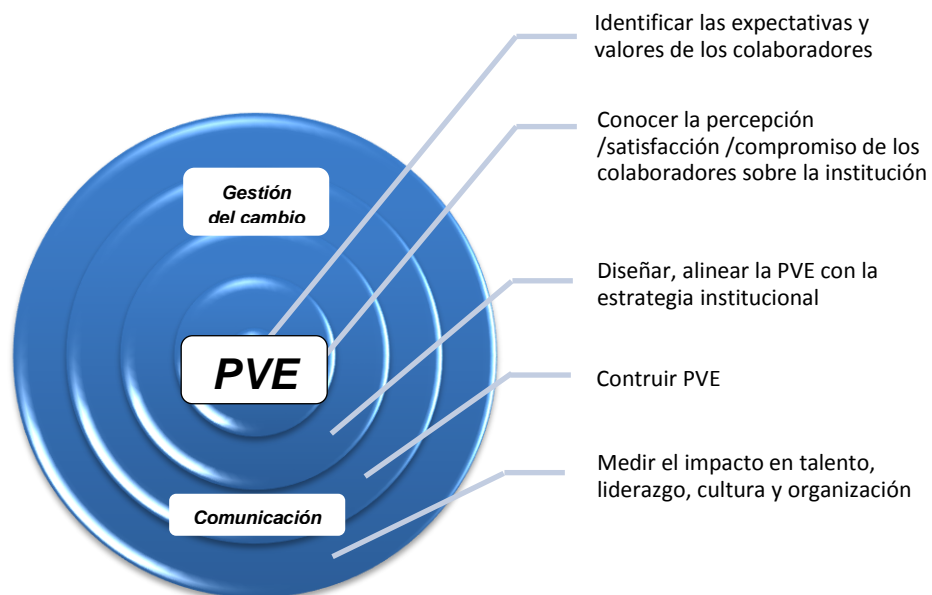 Identificar las expectativas y
valores de los colaboradores
Conocer la percepción
/satisfacción /compromiso de los
colaboradores sobre la institución
Gestión
del cambio
Diseñar, alinear la PVE con la
estrategia institucional
PVE
Contruir PVE
Medir el impacto en talento,
liderazgo, cultura y organización
Comunicación